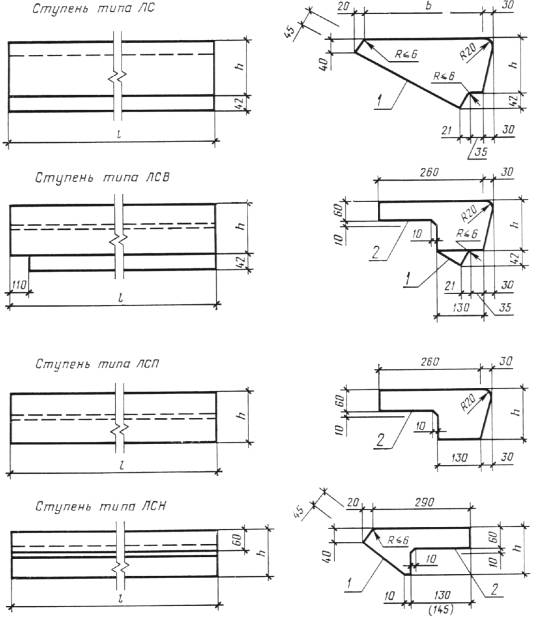 Ступень типа ЛС
20 b 30
45
40
R≤6
R20
R≤6
h
1
42
h
42
21
30
35
l
Ступень типа ЛСВ
260 30
60
10
10
R20
R≤6
h
2
1
42
h
42
110
21
30
35
130
l
Ступень типа ЛСП
260 30
60
10
10
R20
h
2
h
130 30
l
Ступень типа ЛСН
20 290
45
40
R≤6
60
10
10
h
60
h
1
2
10 130
(145)
l